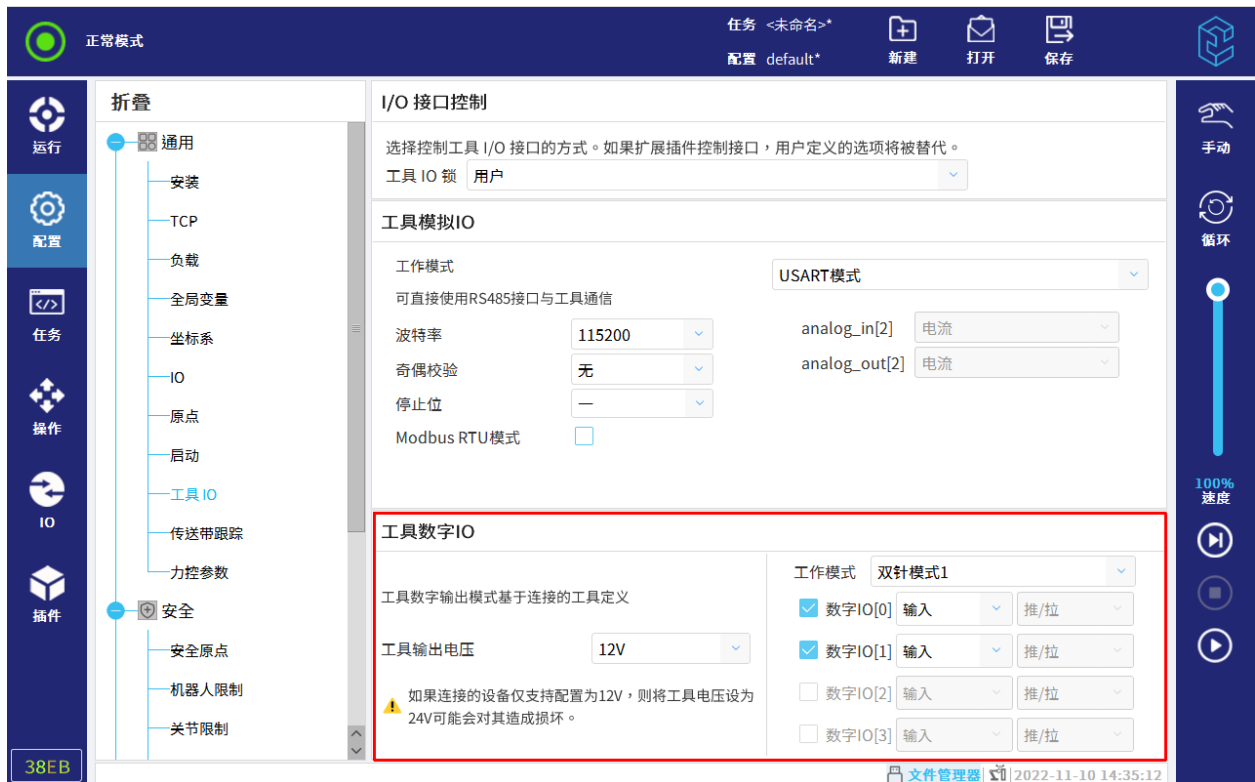 正常模式
任务 <未命名>*
配置 default*
新建
打开
保存
运行
配置
任务
操作
IO
插件
38EB
折叠
通用
安装
TCP
负载
全局变量
坐标系
IO
原点
启动
工具 IO
传送带跟踪
力控参数
安全
安全原点
机器人限制
关节限制
I/O 接口控制
选择控制工具 I/O 接口的方式。如果扩展插件控制接口，用户定义的选项将被替代。
工具 IO 锁 用户
工具模拟IO
工作模式 USART模式
可直接使用RS485接口与工具通信
波特率 115200
analog_in[2] 电流
奇偶校验 无
analog_out[2] 电流
停止位 一
Modbus RTU模式
工具数字IO
工具数字输出模式基于连接的工具定义
工具输出电压 12V
如果连接的设备仅支持配置为12V，则将工具电压设为
24V可能会对其造成损坏。
工作模式 双针模式1
数字IO[0] 输入 推/拉
数字IO[1] 输入 推/拉
数字IO[2] 输入 推/拉
数字IO[3] 输入 推/拉
手动
循环
100%
速度
文件管理器 2022-11-10 14:35:12